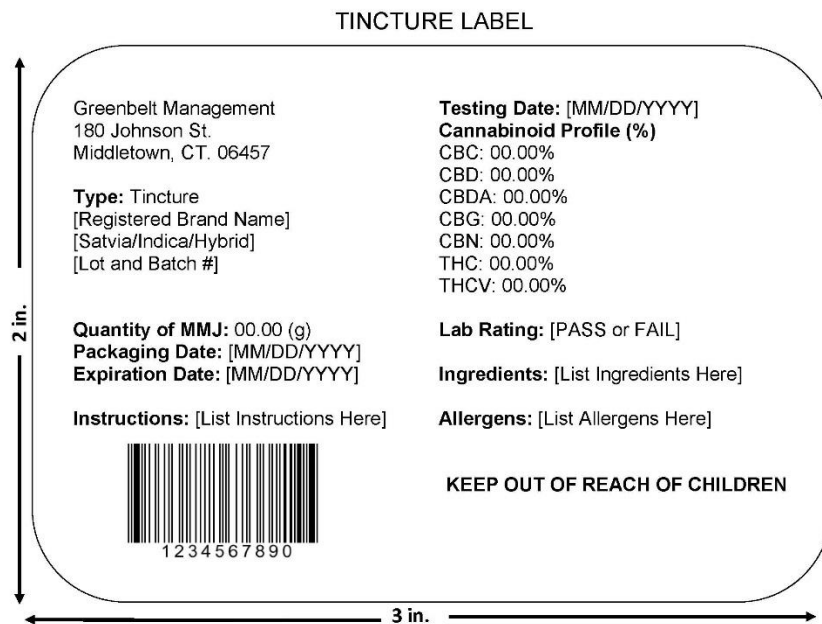 TINCTURE LABEL
Greenbelt Management
180 Johnson St.
Middletown, CT. 06457
Type: Tincture
[Registered Brand Name]
[Satvia/Indica/Hybrid]
[Lot and Batch #]
Quantity of MMJ: 00.00 (g)
Packaging Date: [MM/DD/YYYY]
Expiration Date: [MM/DD/YYYY]
Instructions: [List Instructions Here]
1234567890
Testing Date: [MM/DD/YYYY]
Cannabinoid Profile (%)
CBC: 00.00%
CBD: 00.00%
CBDA: 00.00%
CBG: 00.00%
CBN: 00.00%
THC: 00.00%
THCV: 00.00%
Lab Rating: [PASS or FAIL]
Ingredients: [List Ingredients Here]
Allergens: [List Allergens Here]
KEEP OUT OF REACH OF CHILDREN
2 in.
3 in.